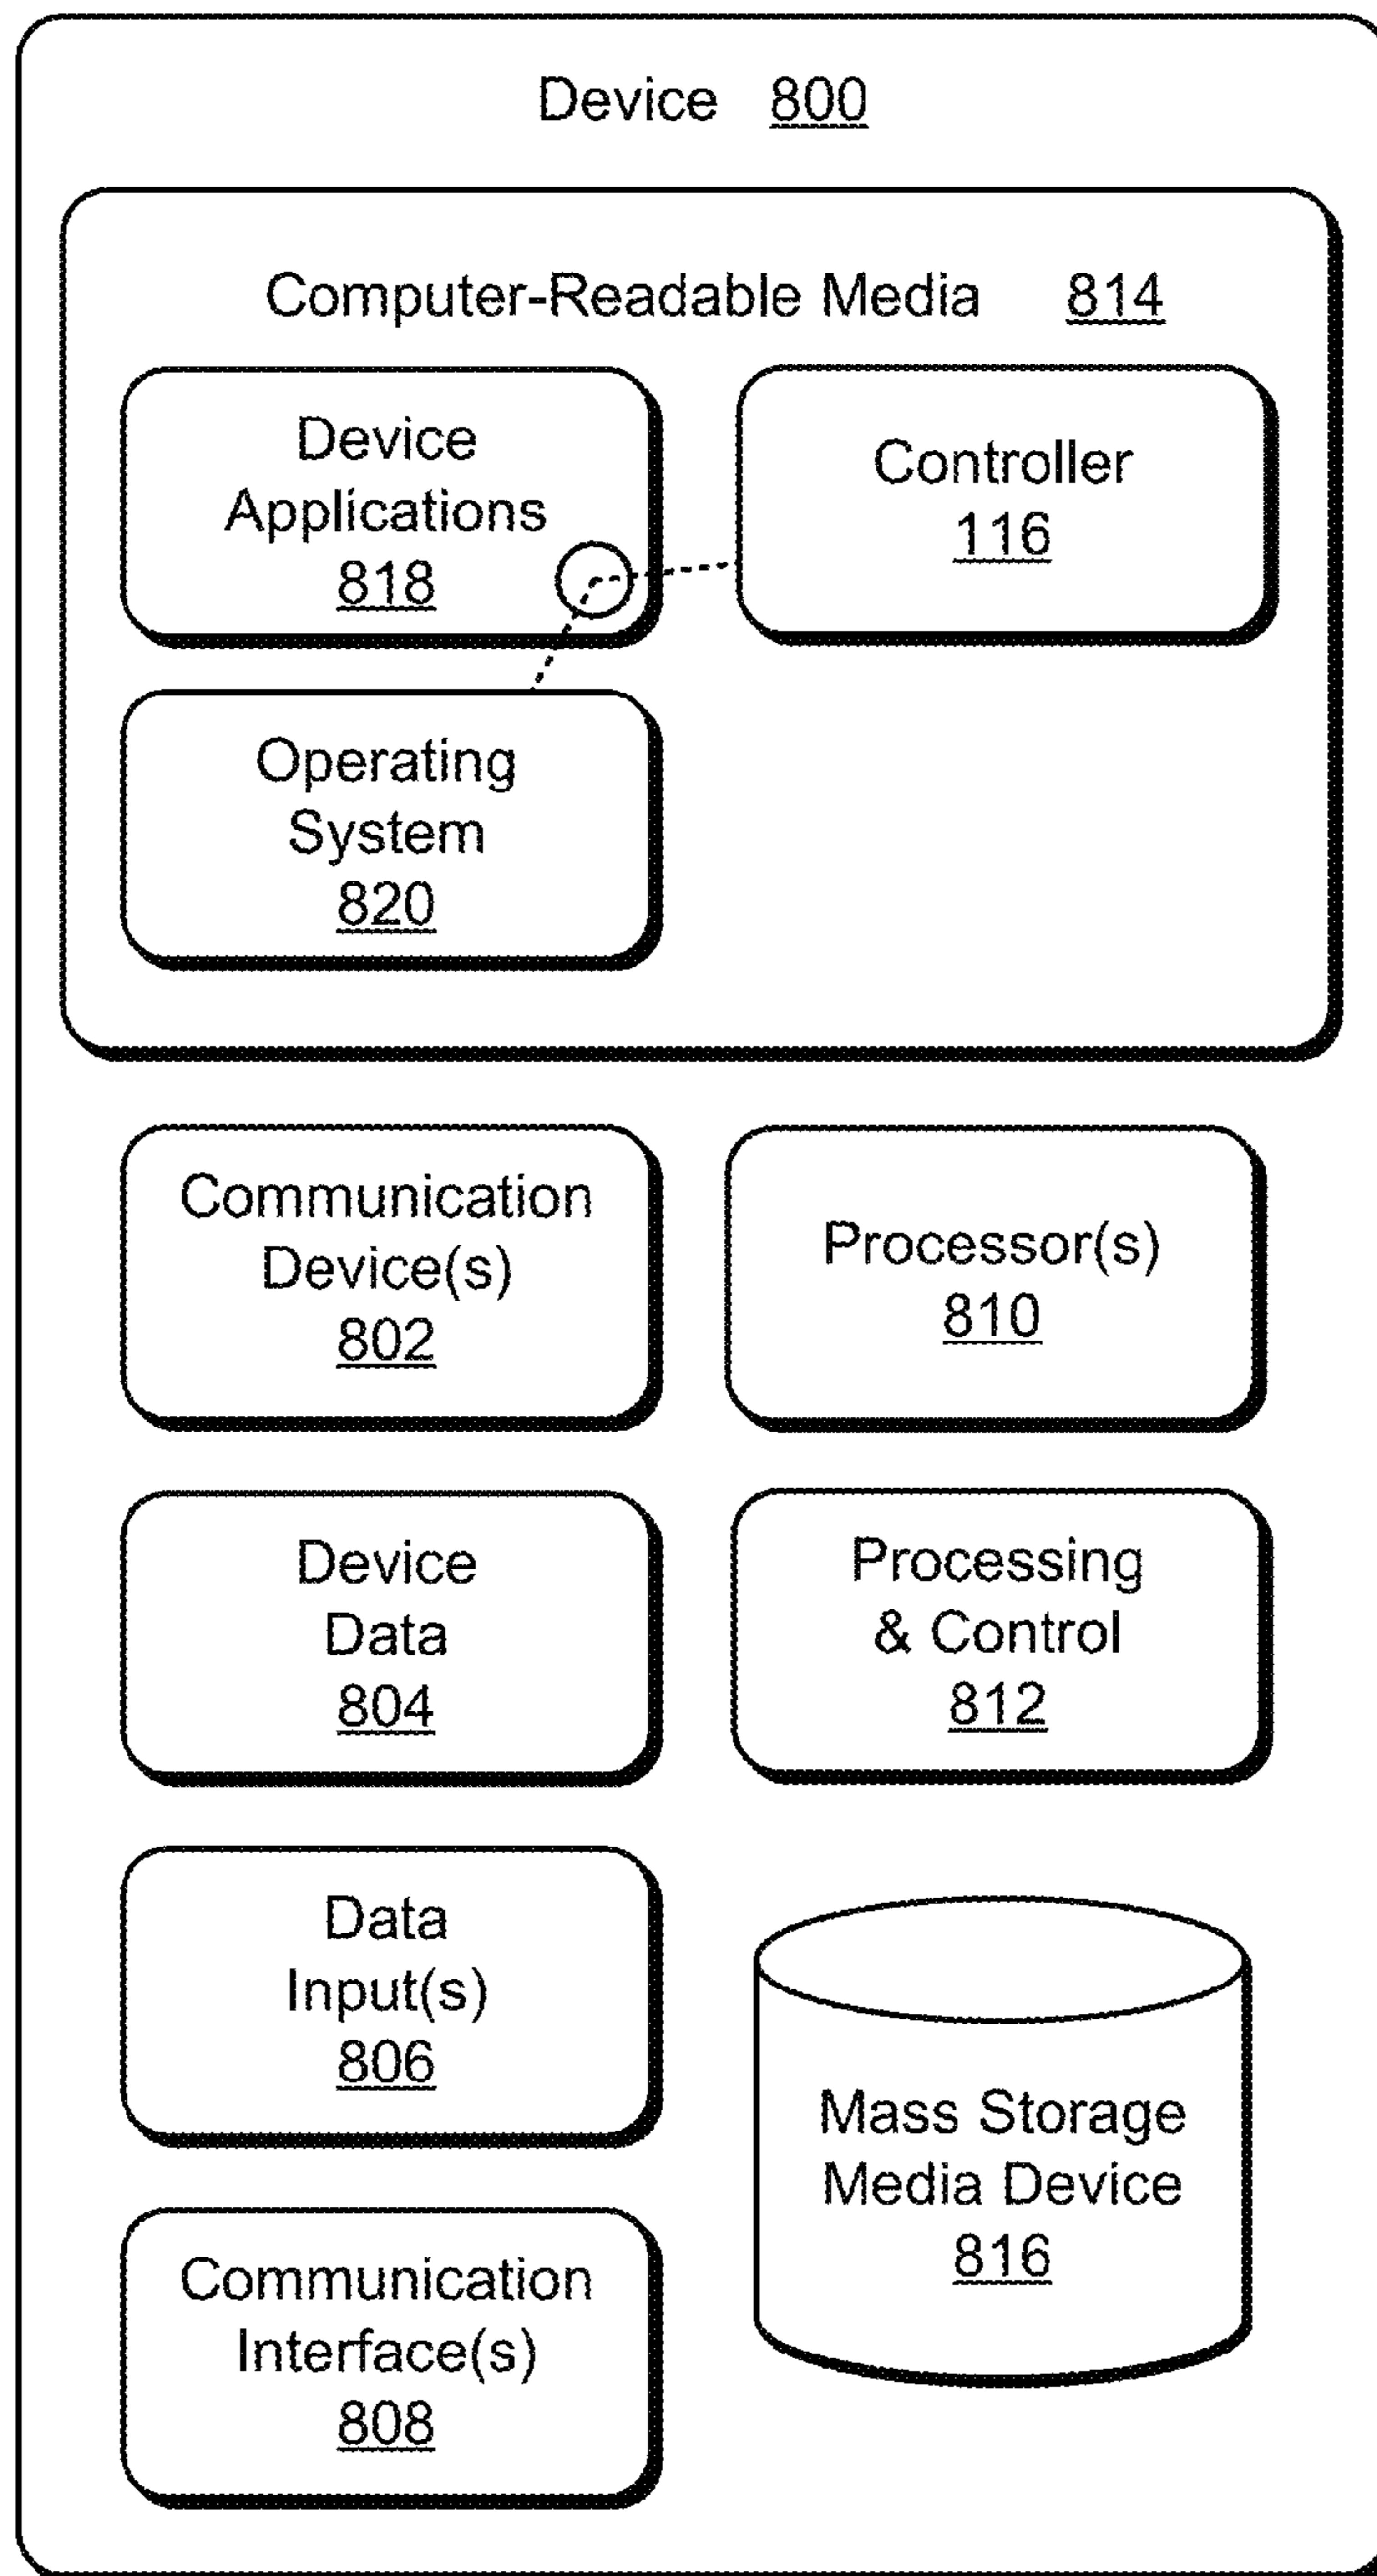 Device 800
Computer-Readable Media 814
Device
Applications
818
Controller
116
Operating
System
820
Communication
Device(s)
802
Processor(s)
810
Device
Data
804
Processing
& Control
812
Data
Input(s)
806
Mass Storage
Media Device
816
Communication
Interface(s)
808